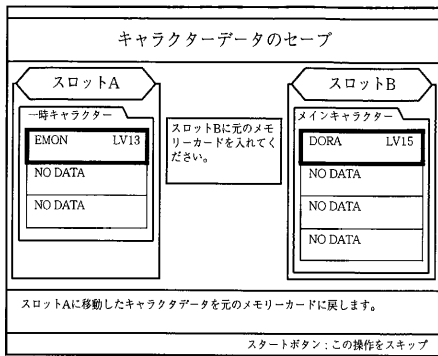 キャラクターデータのセーブ
スロットA
一時キャラクター
EMON LV13
NO DATA
NO DATA
スロットBに元のメモ
リーカードを入れてく
ださい。
スロットB
メインキャラクター
DORA LV15
NO DATA
NO DATA
NO DATA
スロットAに移動したキャラクタデータを元のメモリーカードに戻します。
スタートボタン：この操作をスキップ